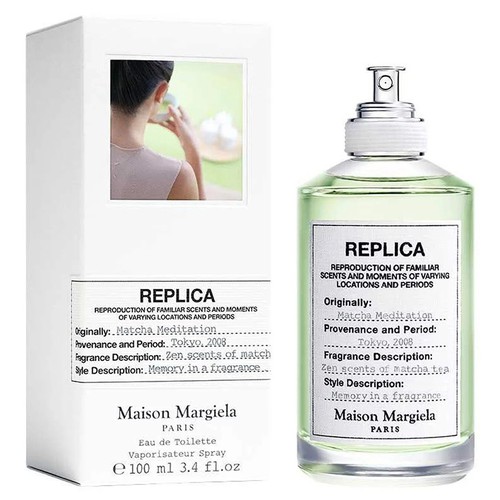 REPLICA
REPRODUCTION OF FAMILIAR SCENTS AND MOMENTS
OF VARYING LOCATIONS AND PERIODS
Originally: Matcha Meditation
Provenance and Period: Tokyo, 2008
Fragrance Description: Zen scents of match
Style Description: Memory in a fragrance
Maison Margiela
PARIS
Eau de Toilette
Vaporisateur Spray
℮ 100 ml 3.4 fl.oz
REPLICA
REPRODUCTION OF FAMILIAR
SCENTS AND MOMENTS OF VARYING
LOCATIONS AND PERIODS
Originally:
Matcha Meditation
Provenance and Period:
Tokyo, 2008
Fragrance Description:
Zen scents of matcha tea
Style Description:
Memory in a fragrance
Maison Margiela
PARIS